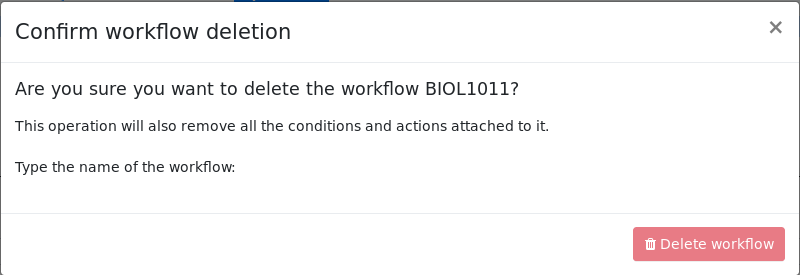 Confirm workflow deletion
×
Are you sure you want to delete the workflow BIOL1011?
This operation will also remove all the conditions and actions attached to it.
Type the name of the workflow:
Delete workflow